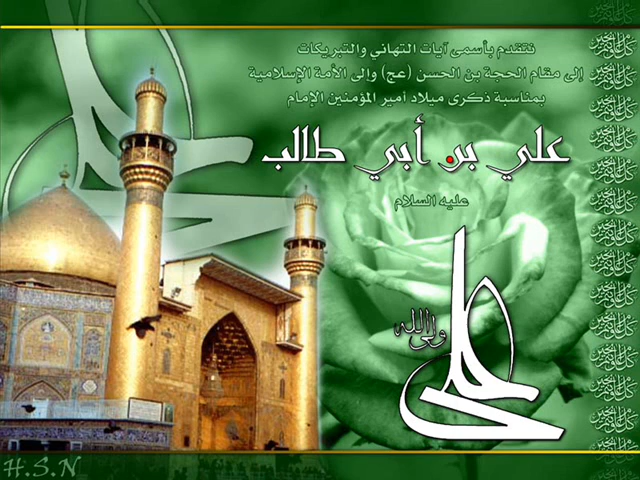 نتقدم بأسمى آيات التهاني والتبريكات
إلى مقام الحجة بن الحسن (عج) وإلى الأمة الإسلامية
بمناسبة ذكرى ميلاد أمير المؤمنين الإمام
علي بن أبي طالب
عليه السلام
علي
ولي الله
H.S.N